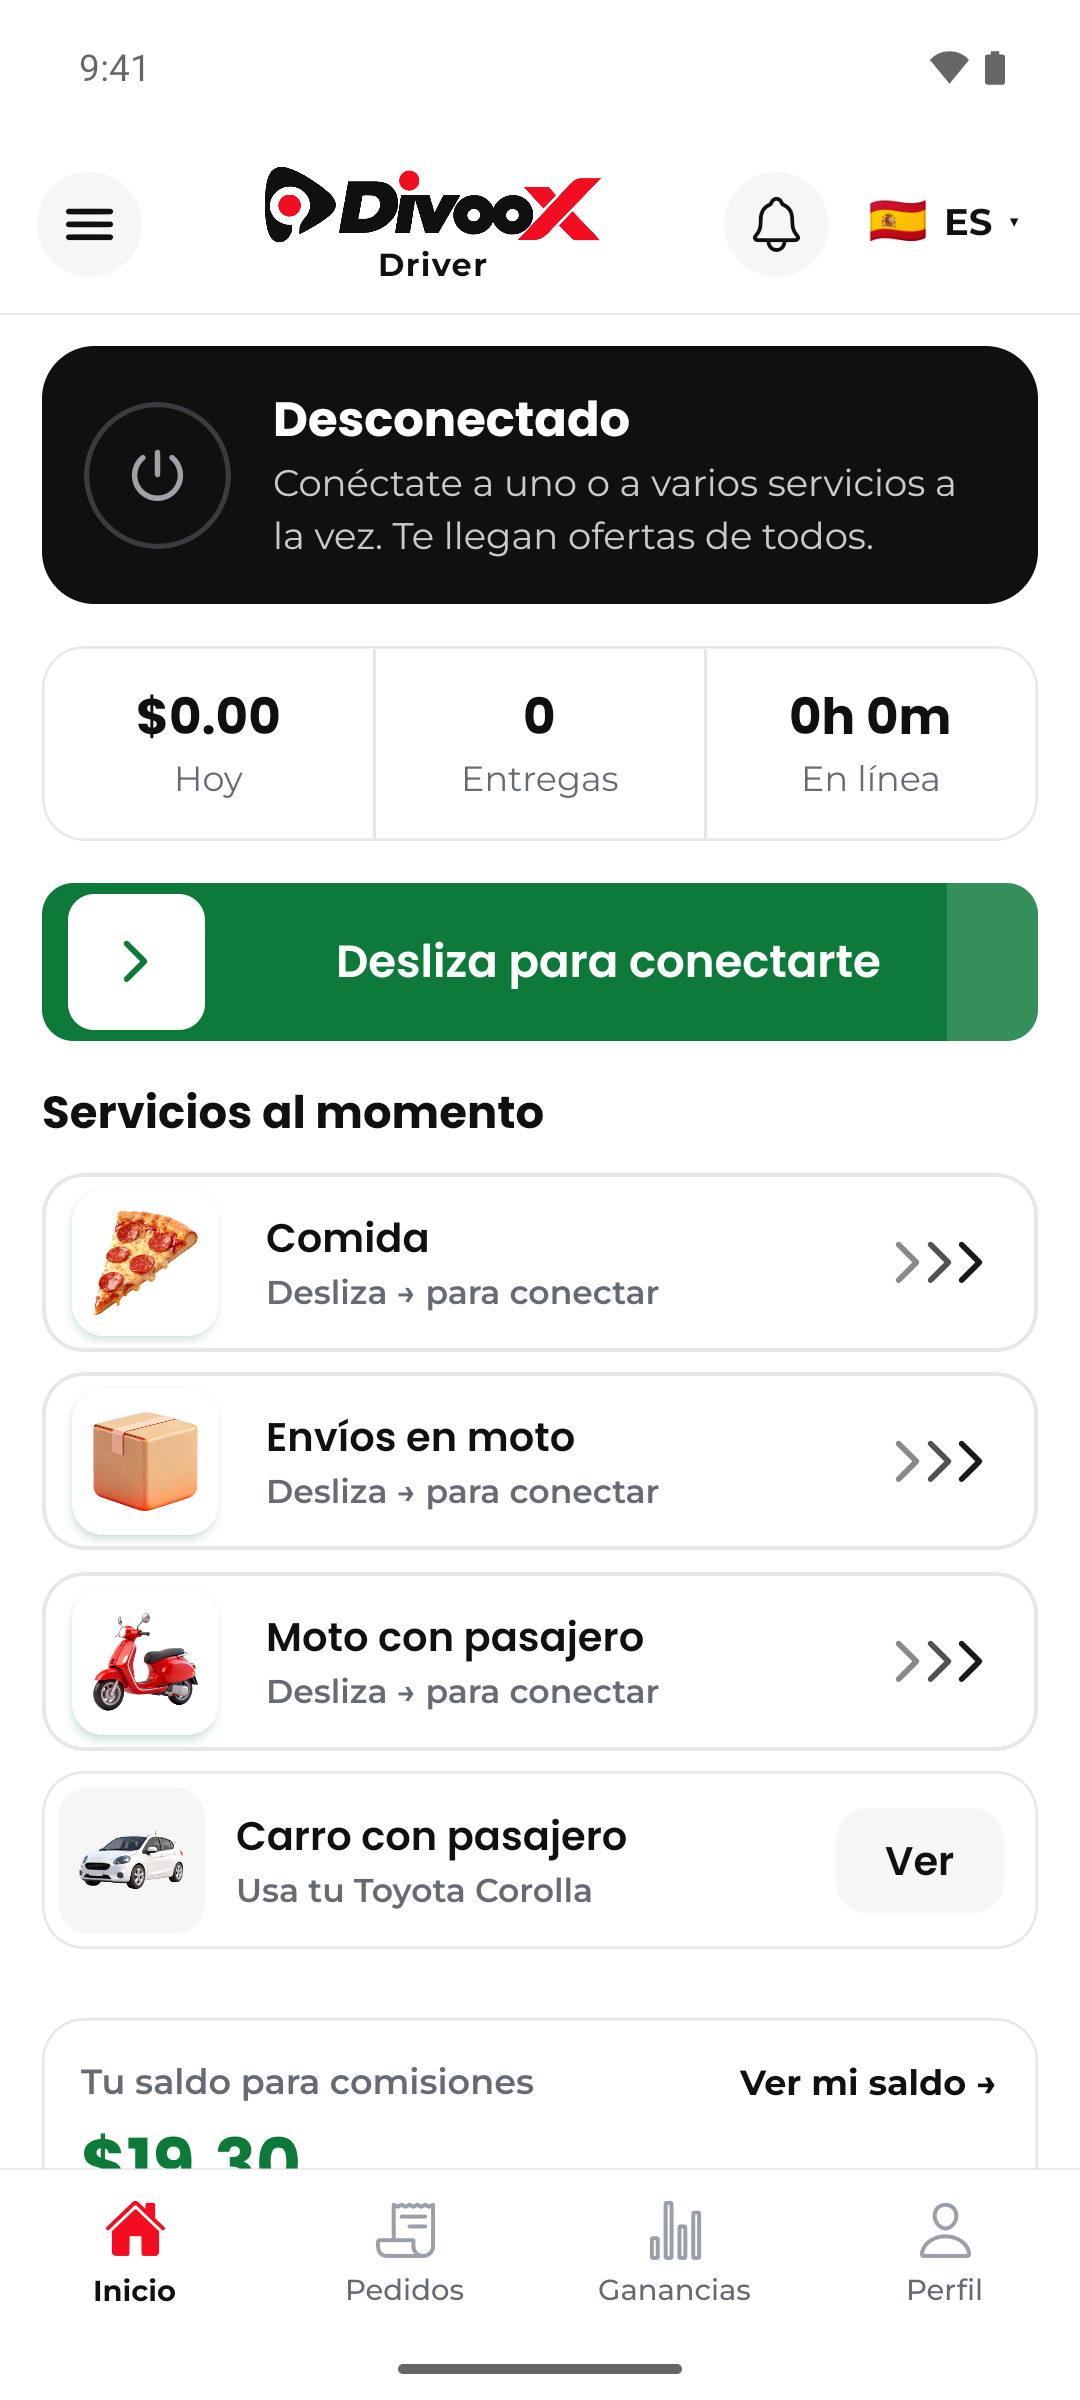 9:41
DivooX
Driver
ES
Desconectado
Conéctate a uno o a varios servicios a
la vez. Te llegan ofertas de todos.
$0.00
Hoy
0
Entregas
0h 0m
En línea
Desliza para conectarte
Servicios al momento
Comida
Desliza → para conectar
Envíos en moto
Desliza → para conectar
Moto con pasajero
Desliza → para conectar
Carro con pasajero
Usa tu Toyota Corolla
Ver
Tu saldo para comisiones
Ver mi saldo →
$19.30
Inicio
Pedidos
Ganancias
Perfil